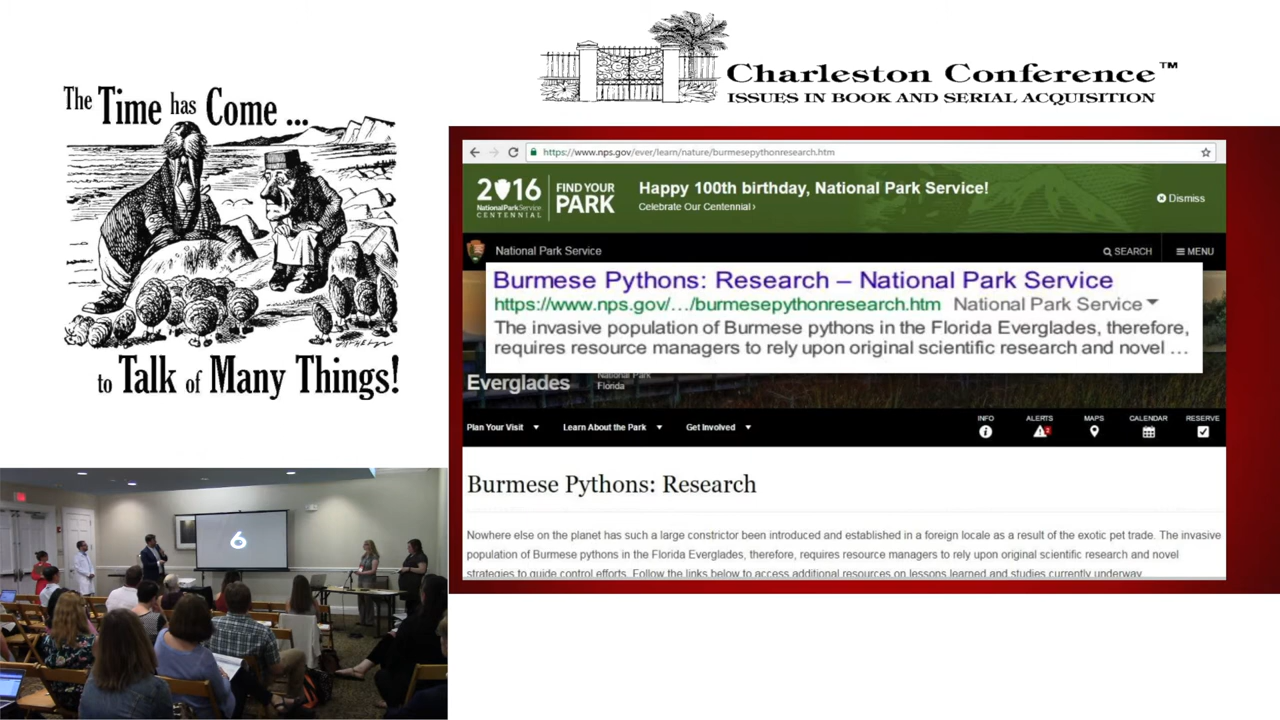 The Time has Come ...
to Talk of Many Things!
Charleston Conference™
ISSUES IN BOOK AND SERIAL ACQUISITION
https://www.nps.gov/ever/learn/nature/burmesepythonresearch.htm
2016
National Park Service
CENTENNIAL
FIND YOUR
PARK
Happy 100th birthday, National Park Service!
Celebrate Our Centennial ›
Dismiss
National Park Service
SEARCH
MENU
Burmese Pythons: Research – National Park Service
https://www.nps.gov/…/burmesepythonresearch.htm National Park Service
The invasive population of Burmese pythons in the Florida Everglades, therefore,
requires resource managers to rely upon original scientific research and novel …
Everglades
National Park
Florida
Plan Your Visit
Learn About the Park
Get Involved
INFO
ALERTS
2
MAPS
CALENDAR
RESERVE
Burmese Pythons: Research
Nowhere else on the planet has such a large constrictor been introduced and established in a foreign locale as a result of the exotic pet trade. The invasive
population of Burmese pythons in the Florida Everglades, therefore, requires resource managers to rely upon original scientific research and novel
strategies to guide control efforts. Follow the links below to access additional resources on lessons learned and studies currently underway.
6